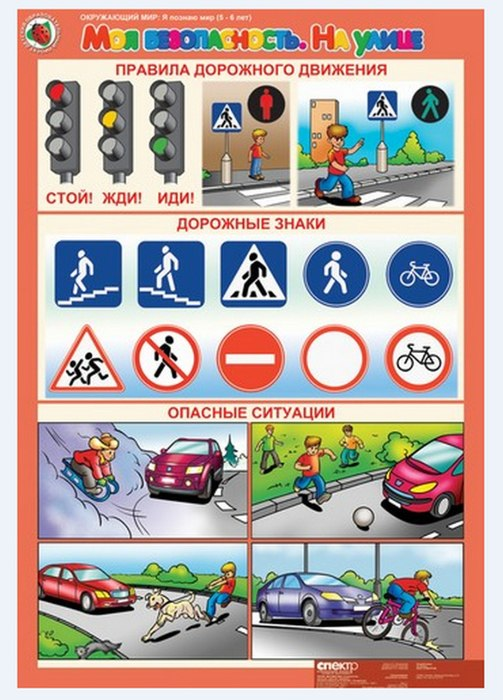 ОКРУЖАЮЩИЙ МИР: Я познаю мир (5 - 6 лет)
Моя безопасность. На улице
ПРАВИЛА ДОРОЖНОГО ДВИЖЕНИЯ
СТОЙ! ЖДИ! ИДИ!
ДОРОЖНЫЕ ЗНАКИ
ОПАСНЫЕ СИТУАЦИИ
спектр